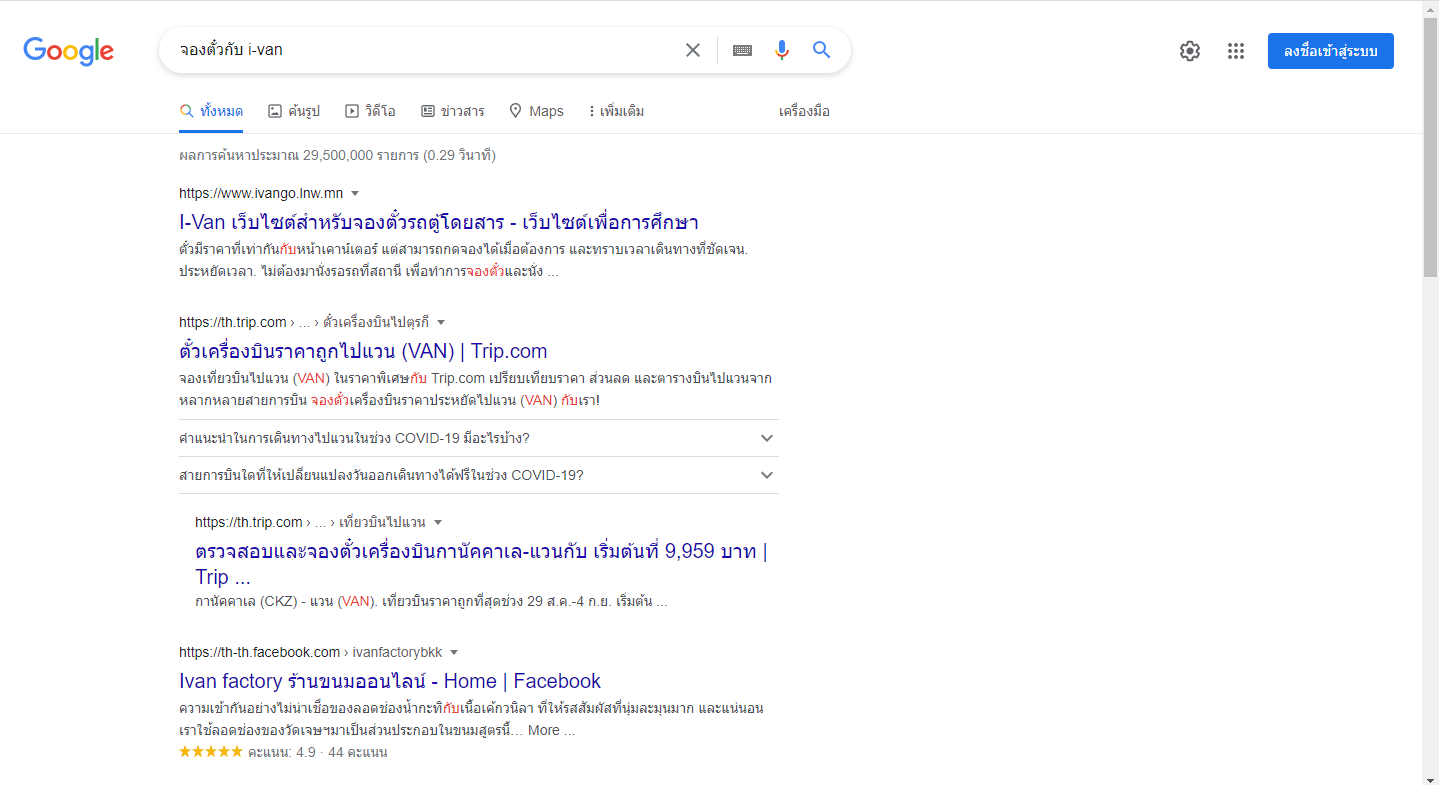 Google
จองตั๋วกับ i-van
ลงชื่อเข้าสู่ระบบ
ทั้งหมด ค้นรูป วิดีโอ ข่าวสาร Maps เพิ่มเติม เครื่องมือ
ผลการค้นหาประมาณ 29,500,000 รายการ (0.29 วินาที)
https://www.ivango.lnw.mn
I-Van เว็บไซต์สำหรับจองตั๋วรถตู้โดยสาร - เว็บไซต์เพื่อการศึกษา
ตั๋วมีราคาที่เท่ากันกับหน้าเคาน์เตอร์ แต่สามารถกดจองได้เมื่อต้องการ และทราบเวลาเดินทางที่ชัดเจน.
ประหยัดเวลา. ไม่ต้องมานั่งรอรถที่สถานี เพื่อทำการจองตั๋วและนั่ง ...
https://th.trip.com › ... › ตั๋วเครื่องบินไปตุรกี
ตั๋วเครื่องบินราคาถูกไปแวน (VAN) | Trip.com
จองเที่ยวบินไปแวน (VAN) ในราคาพิเศษกับ Trip.com เปรียบเทียบราคา ส่วนลด และตารางบินไปแวนจาก
หลากหลายสายการบิน จองตั๋วเครื่องบินราคาประหยัดไปแวน (VAN) กับเรา!
คำแนะนำในการเดินทางไปแวนในช่วง COVID-19 มีอะไรบ้าง?
สายการบินใดที่ให้เปลี่ยนแปลงวันออกเดินทางได้ฟรีในช่วง COVID-19?
https://th.trip.com › ... › เที่ยวบินไปแวน
ตรวจสอบและจองตั๋วเครื่องบินกานัคคาเล-แวนกับ เริ่มต้นที่ 9,959 บาท |
Trip ...
กานัคคาเล (CKZ) - แวน (VAN). เที่ยวบินราคาถูกที่สุดช่วง 29 ส.ค.-4 ก.ย. เริ่มต้น ...
https://th-th.facebook.com › ivanfactorybkk
Ivan factory ร้านขนมออนไลน์ - Home | Facebook
ความเข้ากันอย่างไม่น่าเชื่อของลอดช่องน้ำกะทิกับเนื้อเค้กวนิลา ที่ให้รสสัมผัสที่นุ่มละมุนมาก และแน่นอน
เราใช้ลอดช่องของวัดเจษฯมาเป็นส่วนประกอบในขนมสูตรนี้… More ...
คะแนน: 4.9 · 44 คะแนน